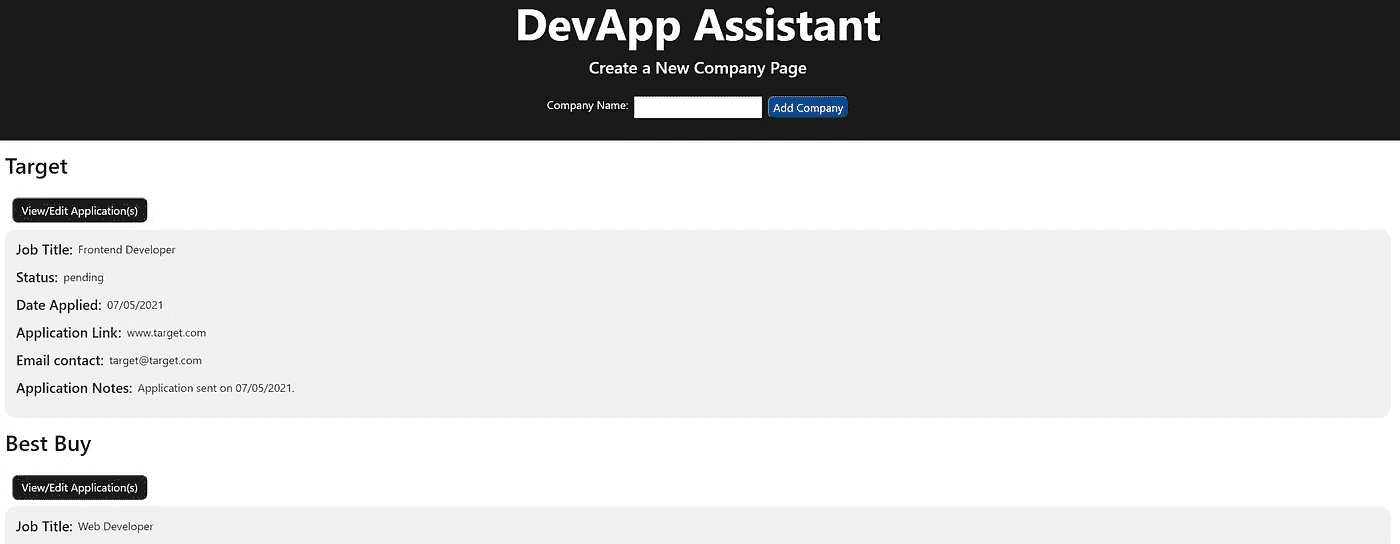 DevApp Assistant
Create a New Company Page
Company Name: Add Company
Target
View/Edit Application(s)
Job Title: Frontend Developer
Status: pending
Date Applied: 07/05/2021
Application Link: www.target.com
Email contact: target@target.com
Application Notes: Application sent on 07/05/2021.
Best Buy
View/Edit Application(s)
Job Title: Web Developer